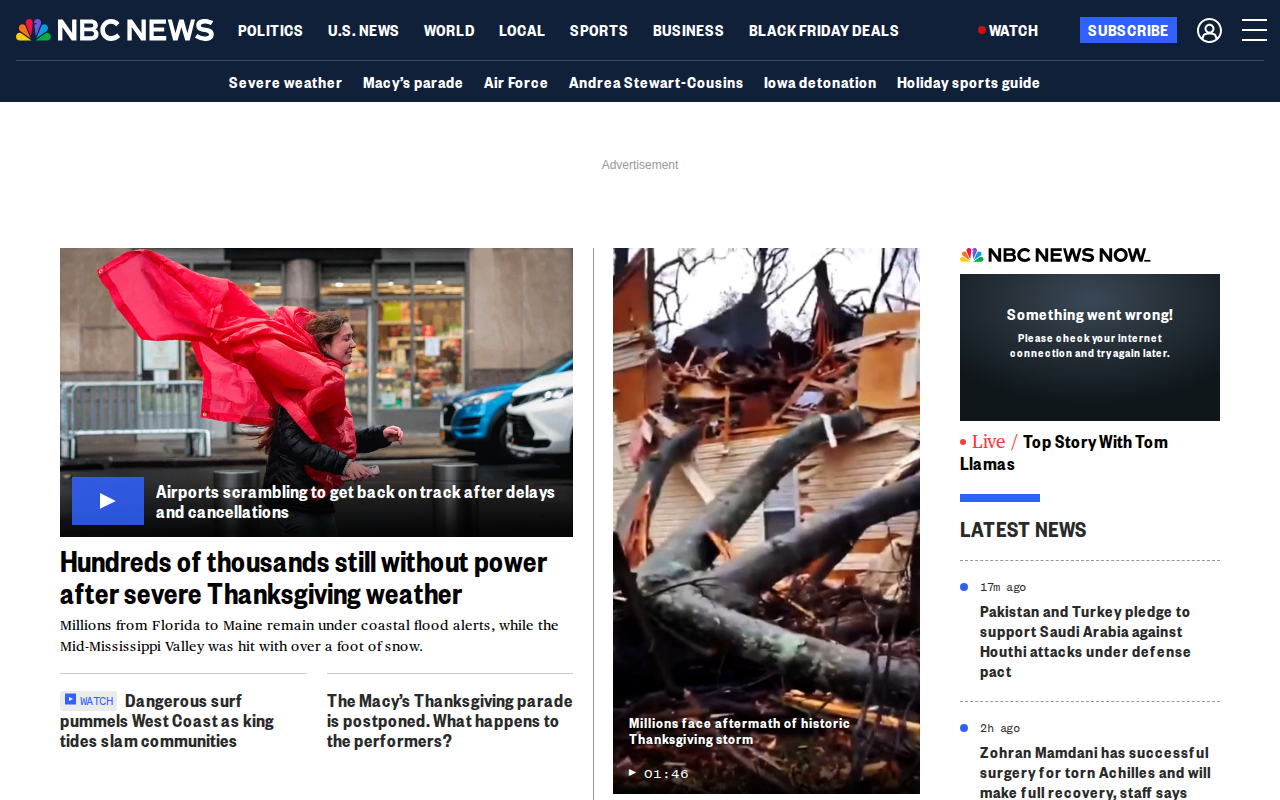 NBC NEWS
POLITICS
U.S. NEWS
WORLD
LOCAL
SPORTS
BUSINESS
BLACK FRIDAY DEALS
WATCH
SUBSCRIBE
Severe weather
Macy's parade
Air Force
Andrea Stewart-Cousins
Iowa detonation
Holiday sports guide
Advertisement
Airports scrambling to get back on track after delays
and cancellations
Hundreds of thousands still without power
after severe Thanksgiving weather
Millions from Florida to Maine remain under coastal flood alerts, while the
Mid-Mississippi Valley was hit with over a foot of snow.
WATCH Dangerous surf
pummels West Coast as king
tides slam communities
The Macy's Thanksgiving parade
is postponed. What happens to
the performers?
Millions face aftermath of historic
Thanksgiving storm
01:46
NBC NEWS NOW_
Something went wrong!
Please check your Internet
connection and try again later.
Live / Top Story With Tom
Llamas
LATEST NEWS
17m ago
Pakistan and Turkey pledge to
support Saudi Arabia against
Houthi attacks under defense
pact
2h ago
Zohran Mamdani has successful
surgery for torn Achilles and will
make full recovery, staff says